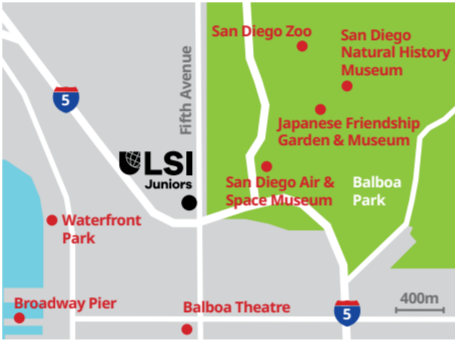 San Diego Zoo
San Diego
Natural History
Museum
Fifth Avenue
5
Japanese Friendship
Garden & Museum
LSI
Juniors
San Diego Air &
Space Museum
Balboa
Park
Waterfront
Park
Broadway Pier
Balboa Theatre
5
400m